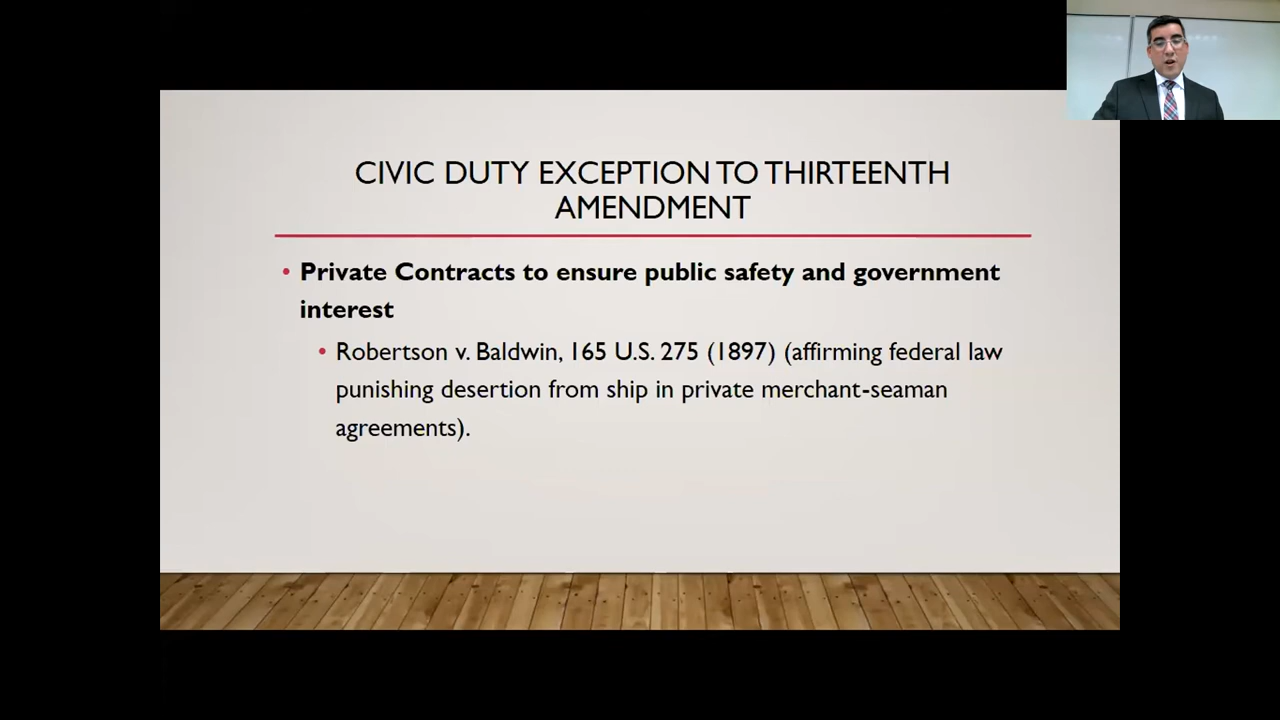 CIVIC DUTY EXCEPTION TO THIRTEENTH
AMENDMENT
• Private Contracts to ensure public safety and government
interest
• Robertson v. Baldwin, 165 U.S. 275 (1897) (affirming federal law
punishing desertion from ship in private merchant-seaman
agreements).